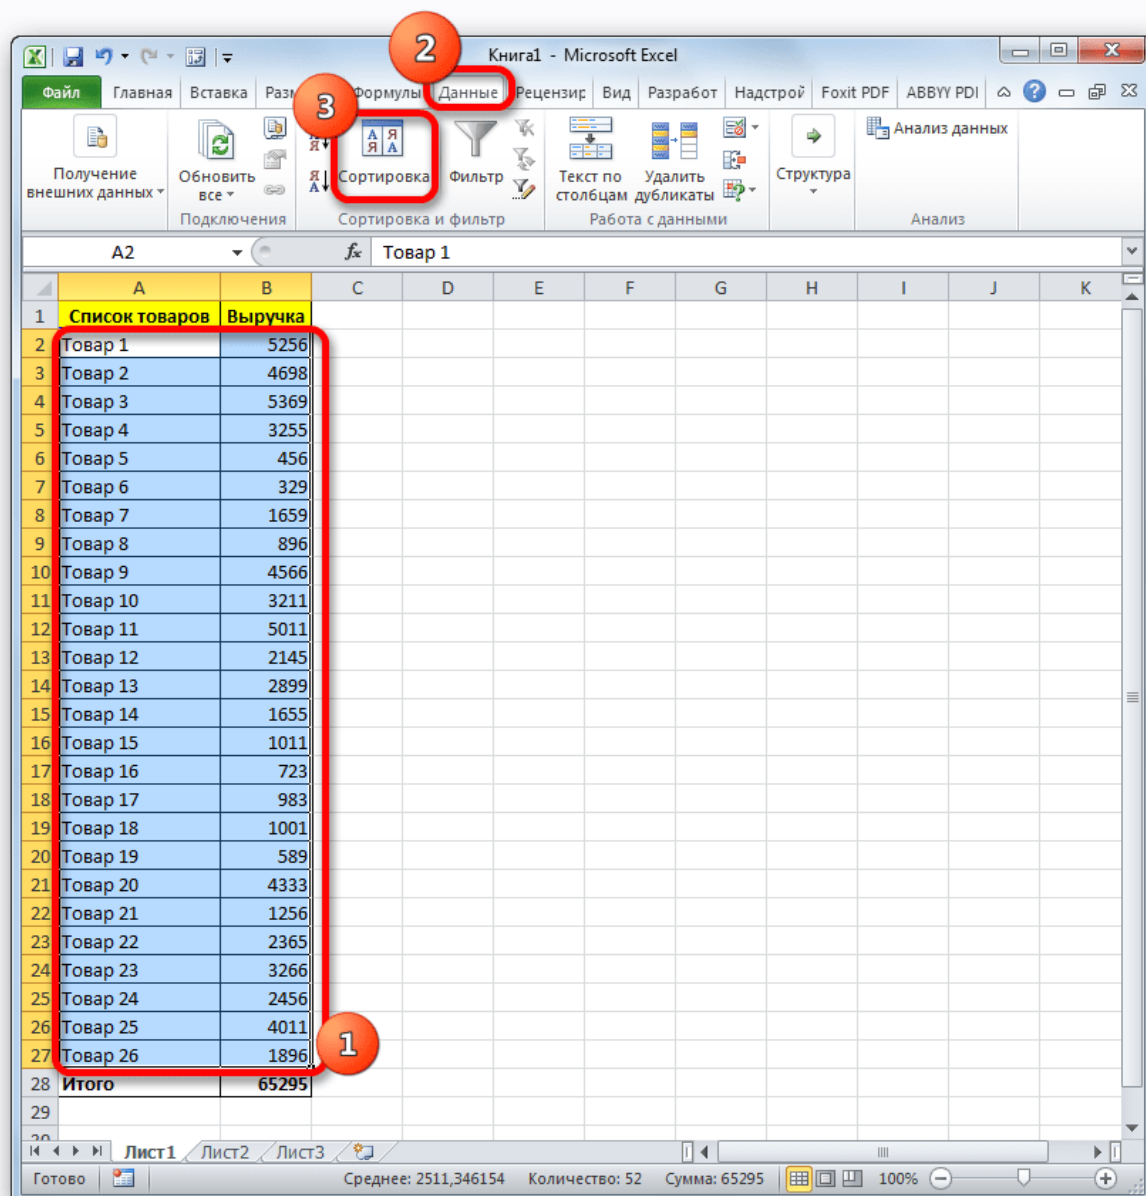 2
Книга1 - Microsoft Excel
Файл Главная Вставка Разм Формулы Данные Рецензир Вид Разработ Надстрой Foxit PDF ABBYY PDI
3
Получение внешних данных
Обновить все
Сортировка
Фильтр
Текст по столбцам
Удалить дубликаты
Структура
Анализ данных
Подключения Сортировка и фильтр Работа с данными Анализ
A2 fx Товар 1
A B C D E F G H I J K
1 Список товаров Выручка
2 Товар 1 5256
3 Товар 2 4698
4 Товар 3 5369
5 Товар 4 3255
6 Товар 5 456
7 Товар 6 329
8 Товар 7 1659
9 Товар 8 896
10 Товар 9 4566
11 Товар 10 3211
12 Товар 11 5011
13 Товар 12 2145
14 Товар 13 2899
15 Товар 14 1655
16 Товар 15 1011
17 Товар 16 723
18 Товар 17 983
19 Товар 18 1001
20 Товар 19 589
21 Товар 20 4333
22 Товар 21 1256
23 Товар 22 2365
24 Товар 23 3266
25 Товар 24 2456
26 Товар 25 4011
1
27 Товар 26 1896
28 Итого 65295
29
Лист1 Лист2 Лист3
Готово Среднее: 2511,346154 Количество: 52 Сумма: 65295 100%